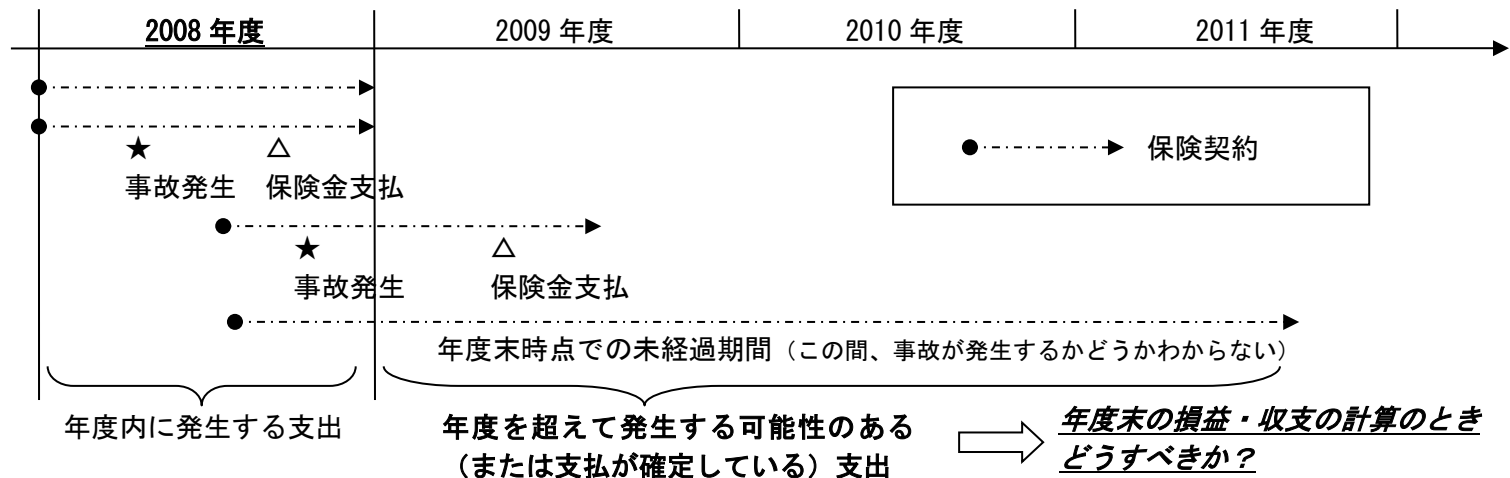 2008 年度 2009 年度 2010 年度 2011 年度
保険契約
★ △
事故発生 保険金支払
★ △
事故発生 保険金支払
年度末時点での未経過期間（この間、事故が発生するかどうかわからない）
年度内に発生する支出
年度を超えて発生する可能性のある
（または支払が確定している）支出
年度末の損益・収支の計算のとき
どうすべきか？